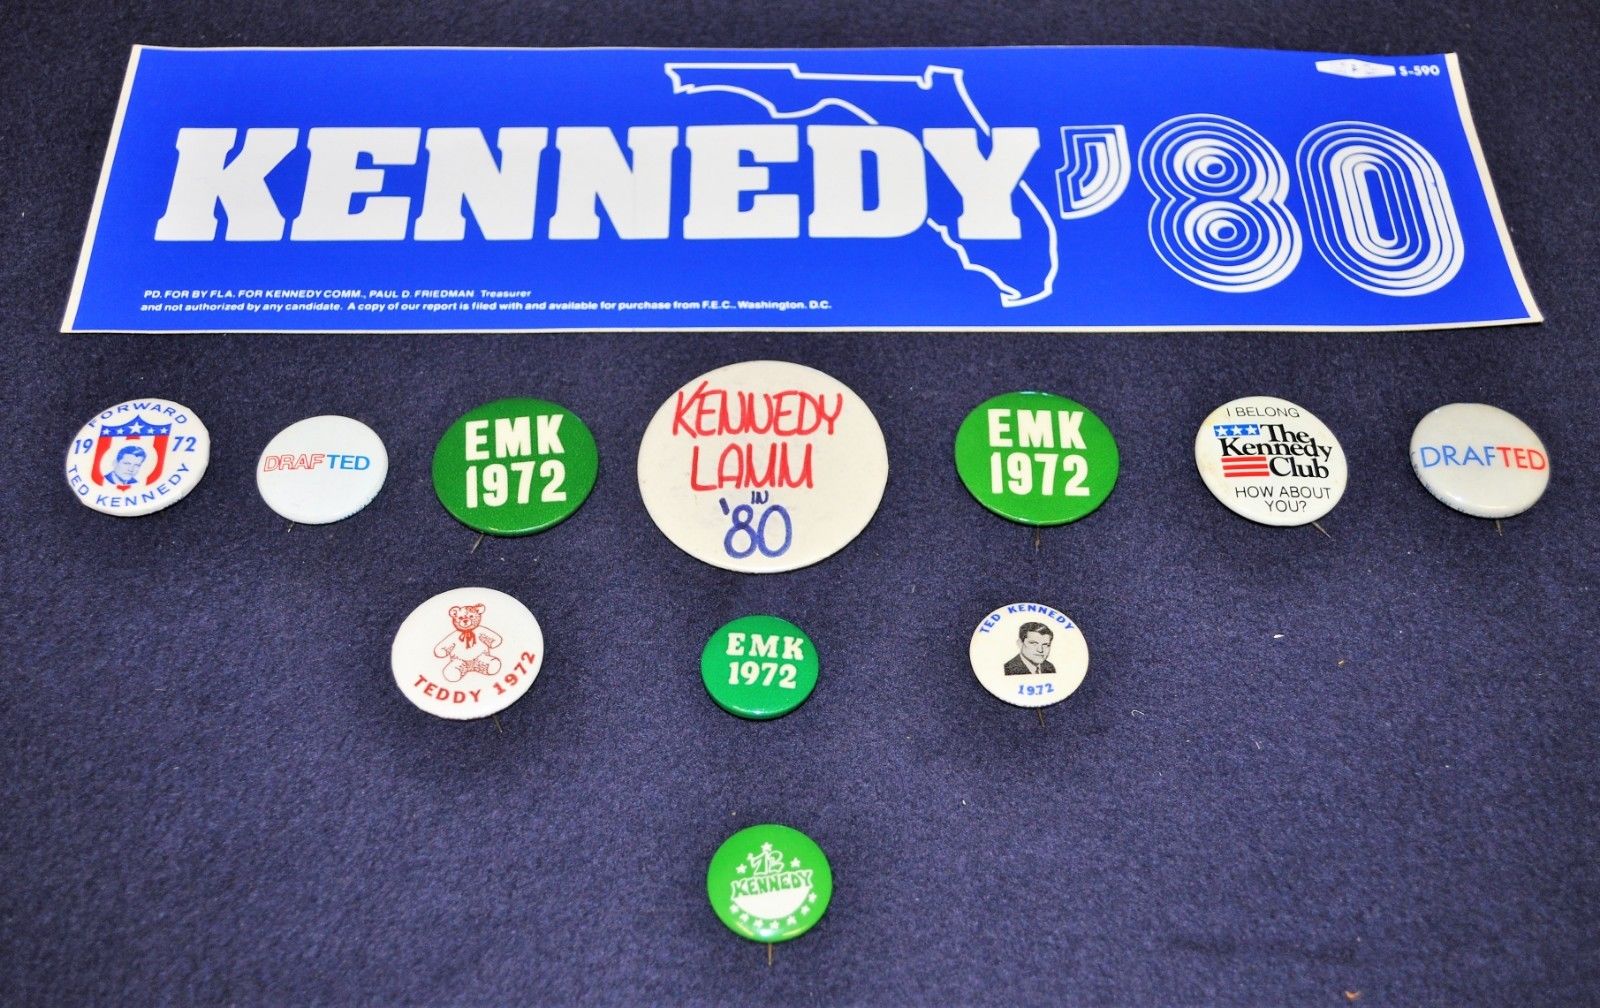 S-590
KENNEDY '80
PD. FOR BY FLA. FOR KENNEDY COMM., PAUL D. FRIEDMAN Treasurer
and not authorized by any candidate. A copy of our report is filed with and available for purchase from F.E.C., Washington, D.C.
FORWARD
1972
TED KENNEDY
DRAFTED
EMK
1972
KENNEDY
LAMM
IN
'80
EMK
1972
I BELONG
The
Kennedy
Club
HOW ABOUT
YOU?
DRAFTED
TEDDY 1972
EMK
1972
TED KENNEDY
1972
72
KENNEDY